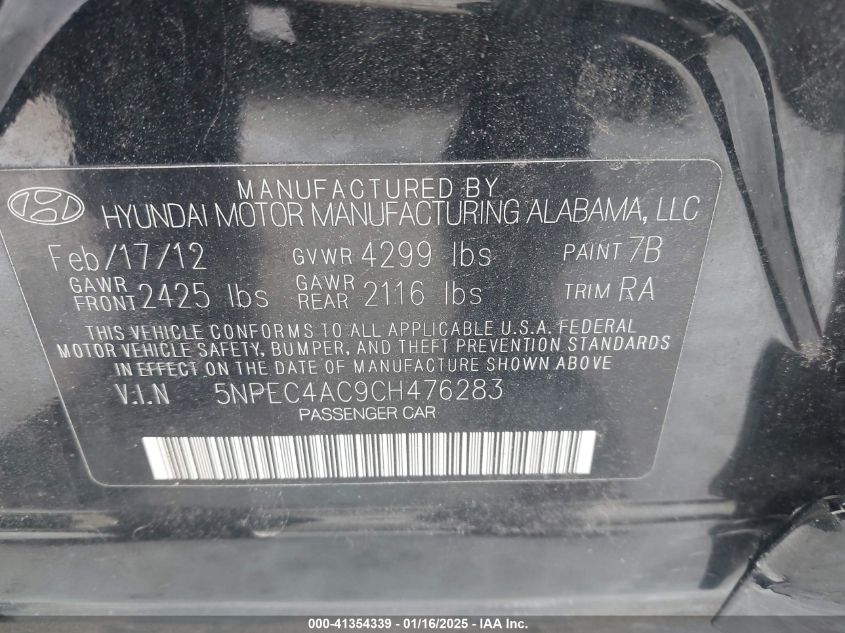 MANUFACTURED BY
HYUNDAI MOTOR MANUFACTURING ALABAMA, LLC
Feb/17/12 GVWR 4299 lbs PAINT 7B
GAWR FRONT 2425 lbs GAWR REAR 2116 lbs TRIM RA
THIS VEHICLE CONFORMS TO ALL APPLICABLE U.S.A. FEDERAL
MOTOR VEHICLE SAFETY, BUMPER, AND THEFT PREVENTION STANDARDS
IN EFFECT ON THE DATE OF MANUFACTURE SHOWN ABOVE
V.I.N 5NPEC4AC9CH476283
PASSENGER CAR
000-41354339 - 01/16/2025 - IAA Inc.